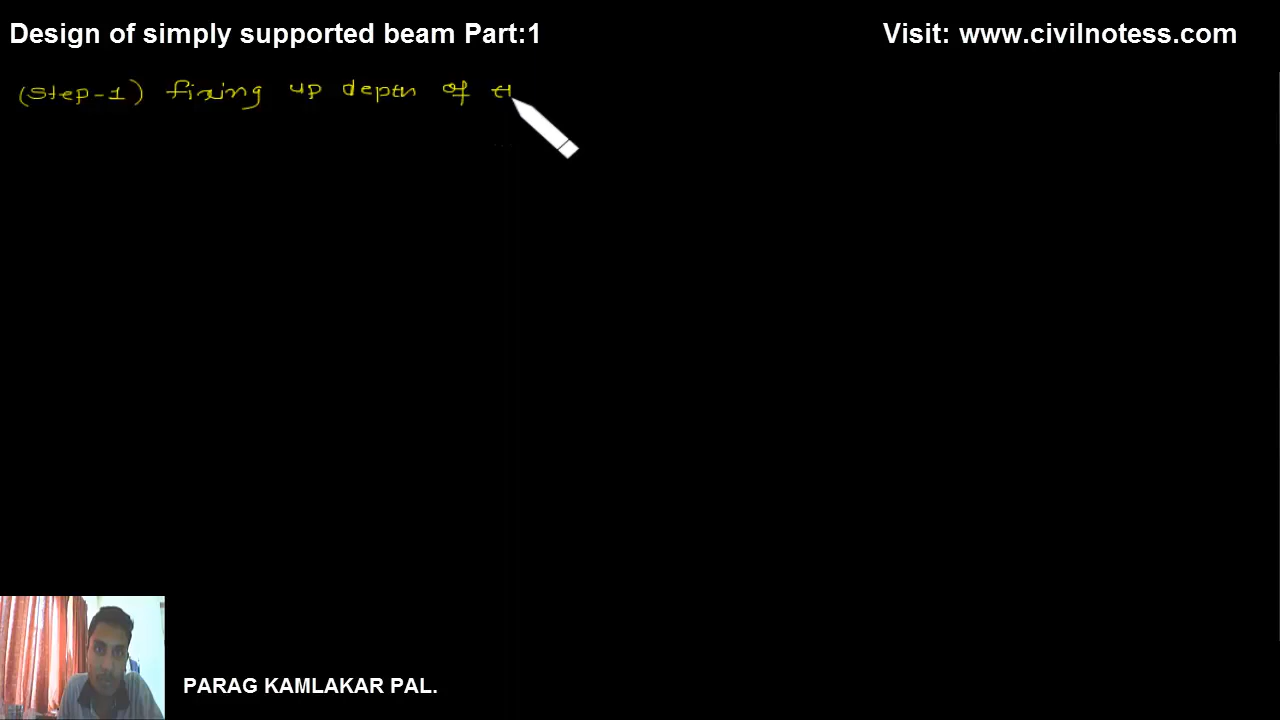 Design of simply supported beam Part:1
Visit: www.civilnotess.com
(Step-1) fixing up depth of th
PARAG KAMLAKAR PAL.